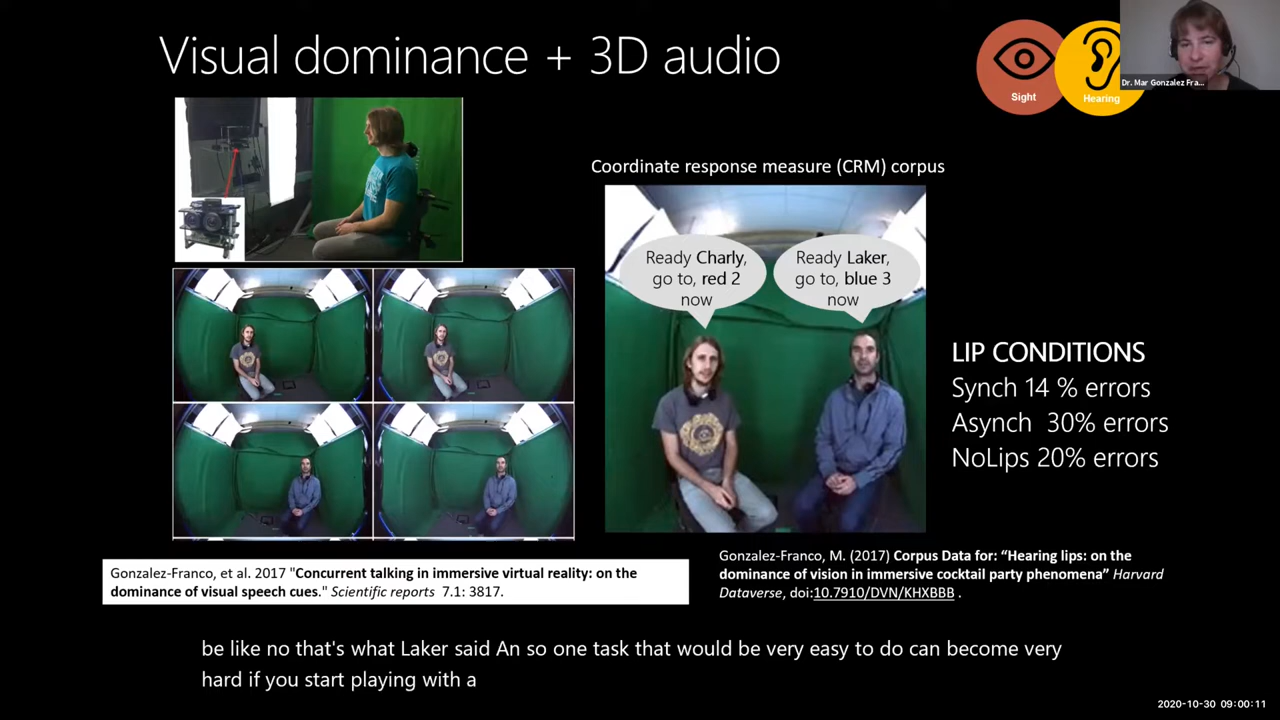 Visual dominance + 3D audio
Sight
Hearing
Dr. Mar Gonzalez Fra...
Coordinate response measure (CRM) corpus
Ready Charly,
go to, red 2
now
Ready Laker,
go to, blue 3
now
LIP CONDITIONS
Synch 14 % errors
Asynch 30% errors
NoLips 20% errors
Gonzalez-Franco, et al. 2017 "Concurrent talking in immersive virtual reality: on the
dominance of visual speech cues." Scientific reports 7.1: 3817.
Gonzalez-Franco, M. (2017) Corpus Data for: “Hearing lips: on the
dominance of vision in immersive cocktail party phenomena” Harvard
Dataverse, doi:10.7910/DVN/KHXBBB .
be like no that's what Laker said An so one task that would be very easy to do can become very
hard if you start playing with a
2020-10-30 09:00:11